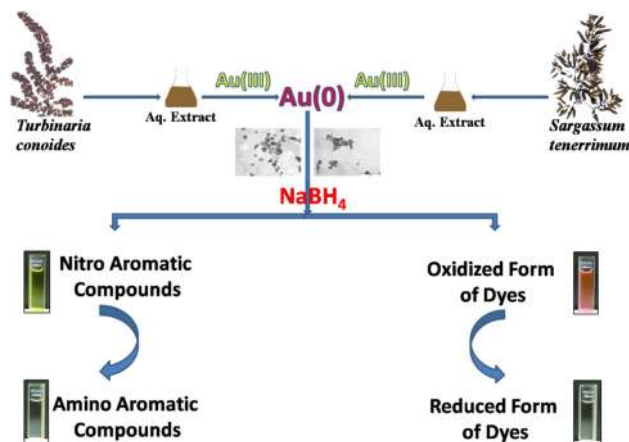 Au(III)
Au(III)
Au(0)
Turbinaria
conoides
Aq. Extract
Aq. Extract
Sargassum
tenerrimum
NaBH4
Nitro Aromatic
Compounds
Oxidized Form
of Dyes
Amino Aromatic
Compounds
Reduced Form
of Dyes